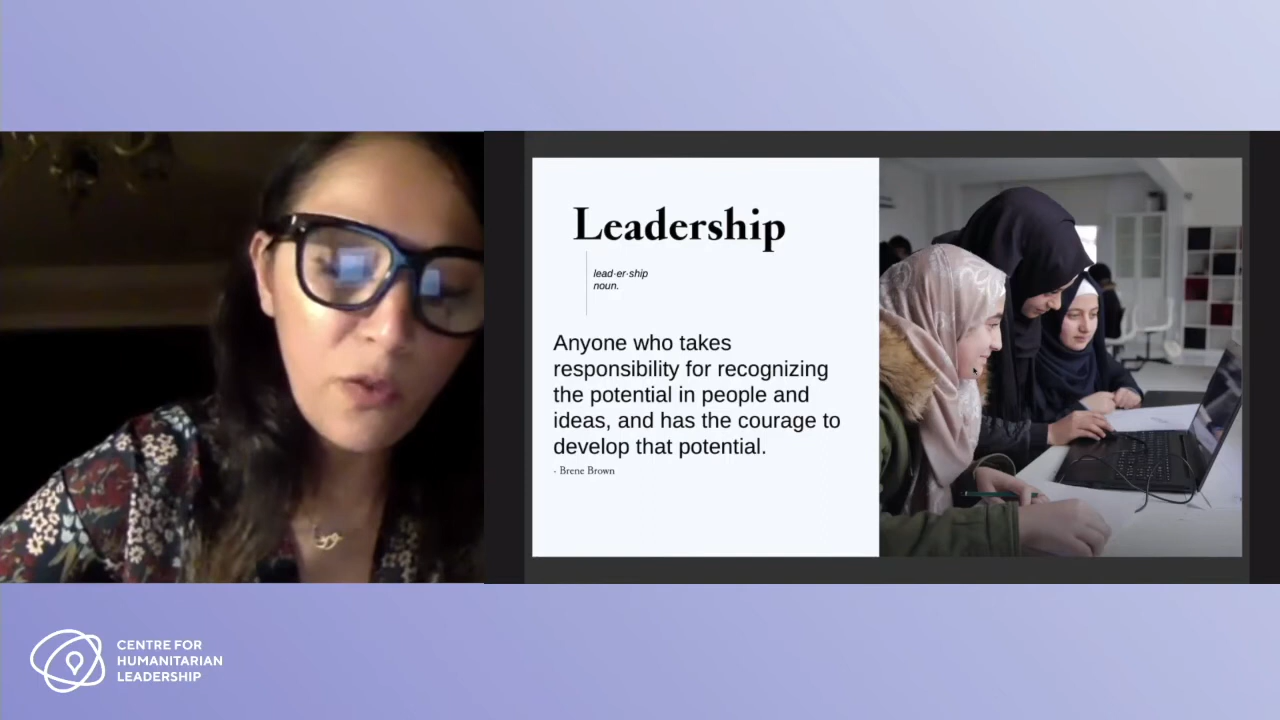 Leadership
lead·er·ship
noun.
Anyone who takes
responsibility for recognizing
the potential in people and
ideas, and has the courage to
develop that potential.
- Brene Brown
CENTRE FOR
HUMANITARIAN
LEADERSHIP